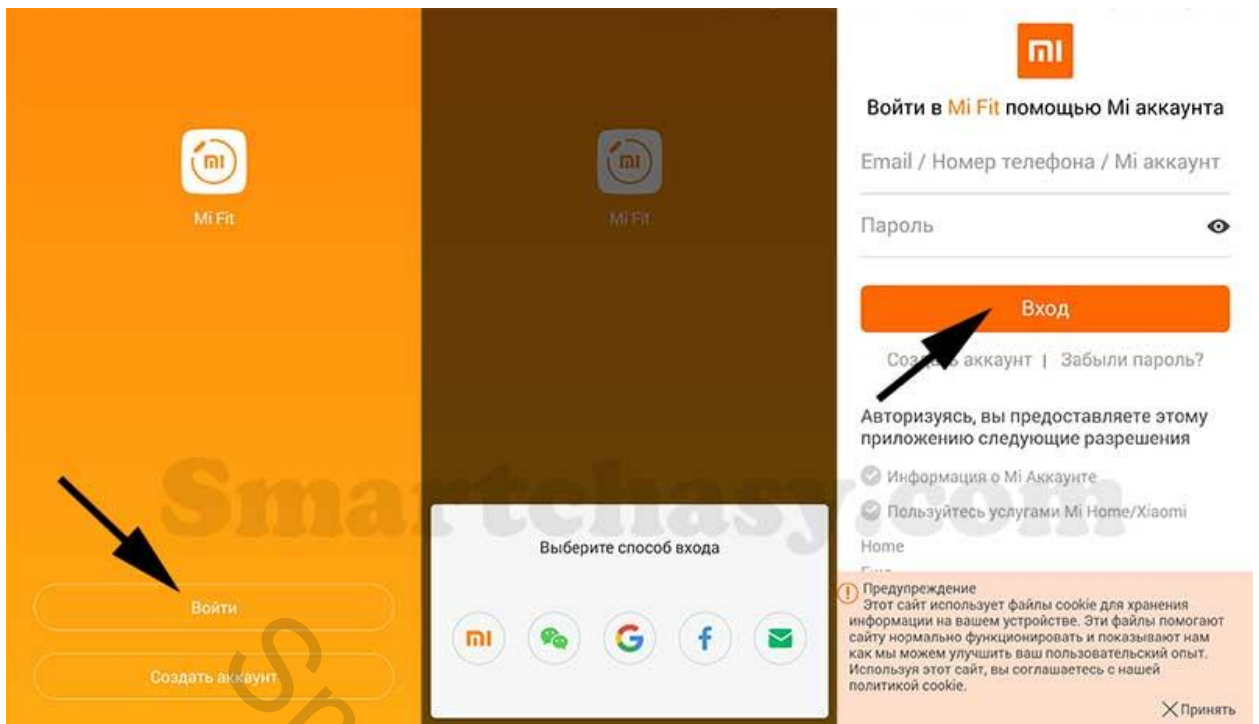 Mi Fit
Войти
Создать аккаунт
Mi Fit
Выберите способ входа
Войти в Mi Fit помощью Mi аккаунта
Email / Номер телефона / Mi аккаунт
Пароль
Вход
Создать аккаунт | Забыли пароль?
Авторизуясь, вы предоставляете этому
приложению следующие разрешения
Информация о Mi Аккаунте
Пользуйтесь услугами Mi Home/Xiaomi
Home
Предупреждение
Этот сайт использует файлы cookie для хранения
информации на вашем устройстве. Эти файлы помогают
сайту нормально функционировать и показывают нам
как мы можем улучшить ваш пользовательский опыт.
Используя этот сайт, вы соглашаетесь с нашей
политикой cookie.
Принять
Smartchasy.com